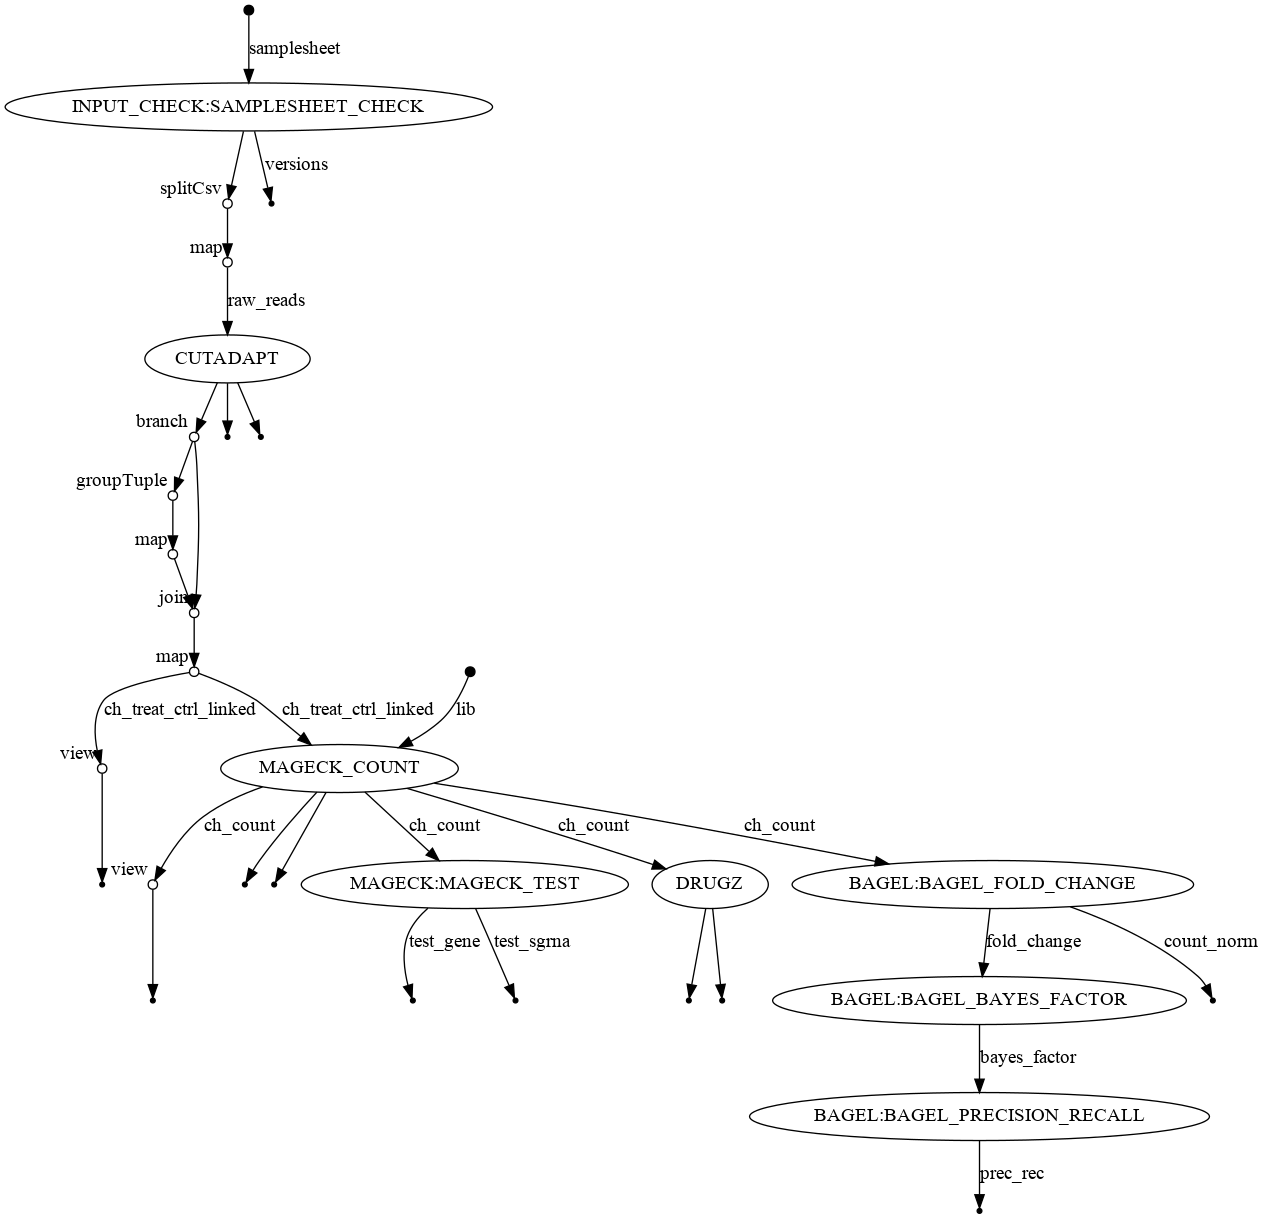 samplesheet
INPUT_CHECK:SAMPLESHEET_CHECK
versions
splitCsv
map
raw_reads
CUTADAPT
branch
groupTuple
map
join
map
ch_treat_ctrl_linked
ch_treat_ctrl_linked
lib
view
MAGECK_COUNT
ch_count
ch_count
ch_count
ch_count
view
MAGECK:MAGECK_TEST
DRUGZ
BAGEL:BAGEL_FOLD_CHANGE
test_gene
test_sgrna
fold_change
count_norm
BAGEL:BAGEL_BAYES_FACTOR
bayes_factor
BAGEL:BAGEL_PRECISION_RECALL
prec_rec